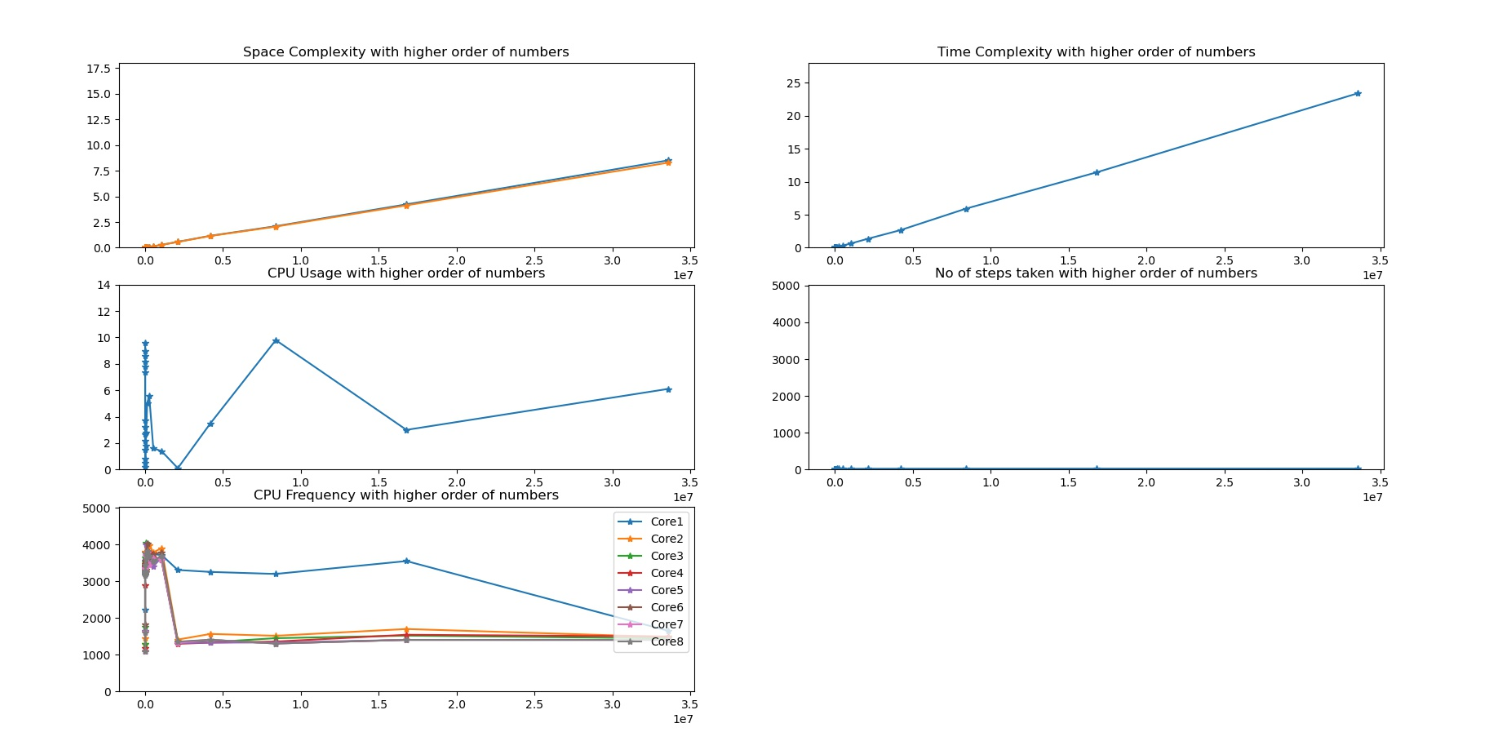 Space Complexity with higher order of numbers
17.5
15.0
12.5
10.0
7.5
5.0
2.5
0.0
0.0 0.5 1.0 1.5 2.0 2.5 3.0 3.5
1e7
Time Complexity with higher order of numbers
25
20
15
10
5
0
0.0 0.5 1.0 1.5 2.0 2.5 3.0 3.5
1e7
CPU Usage with higher order of numbers
14
12
10
8
6
4
2
0
0.0 0.5 1.0 1.5 2.0 2.5 3.0 3.5
1e7
No of steps taken with higher order of numbers
5000
4000
3000
2000
1000
0
0.0 0.5 1.0 1.5 2.0 2.5 3.0 3.5
1e7
CPU Frequency with higher order of numbers
5000
4000
3000
2000
1000
0
Core1
Core2
Core3
Core4
Core5
Core6
Core7
Core8
0.0 0.5 1.0 1.5 2.0 2.5 3.0 3.5
1e7